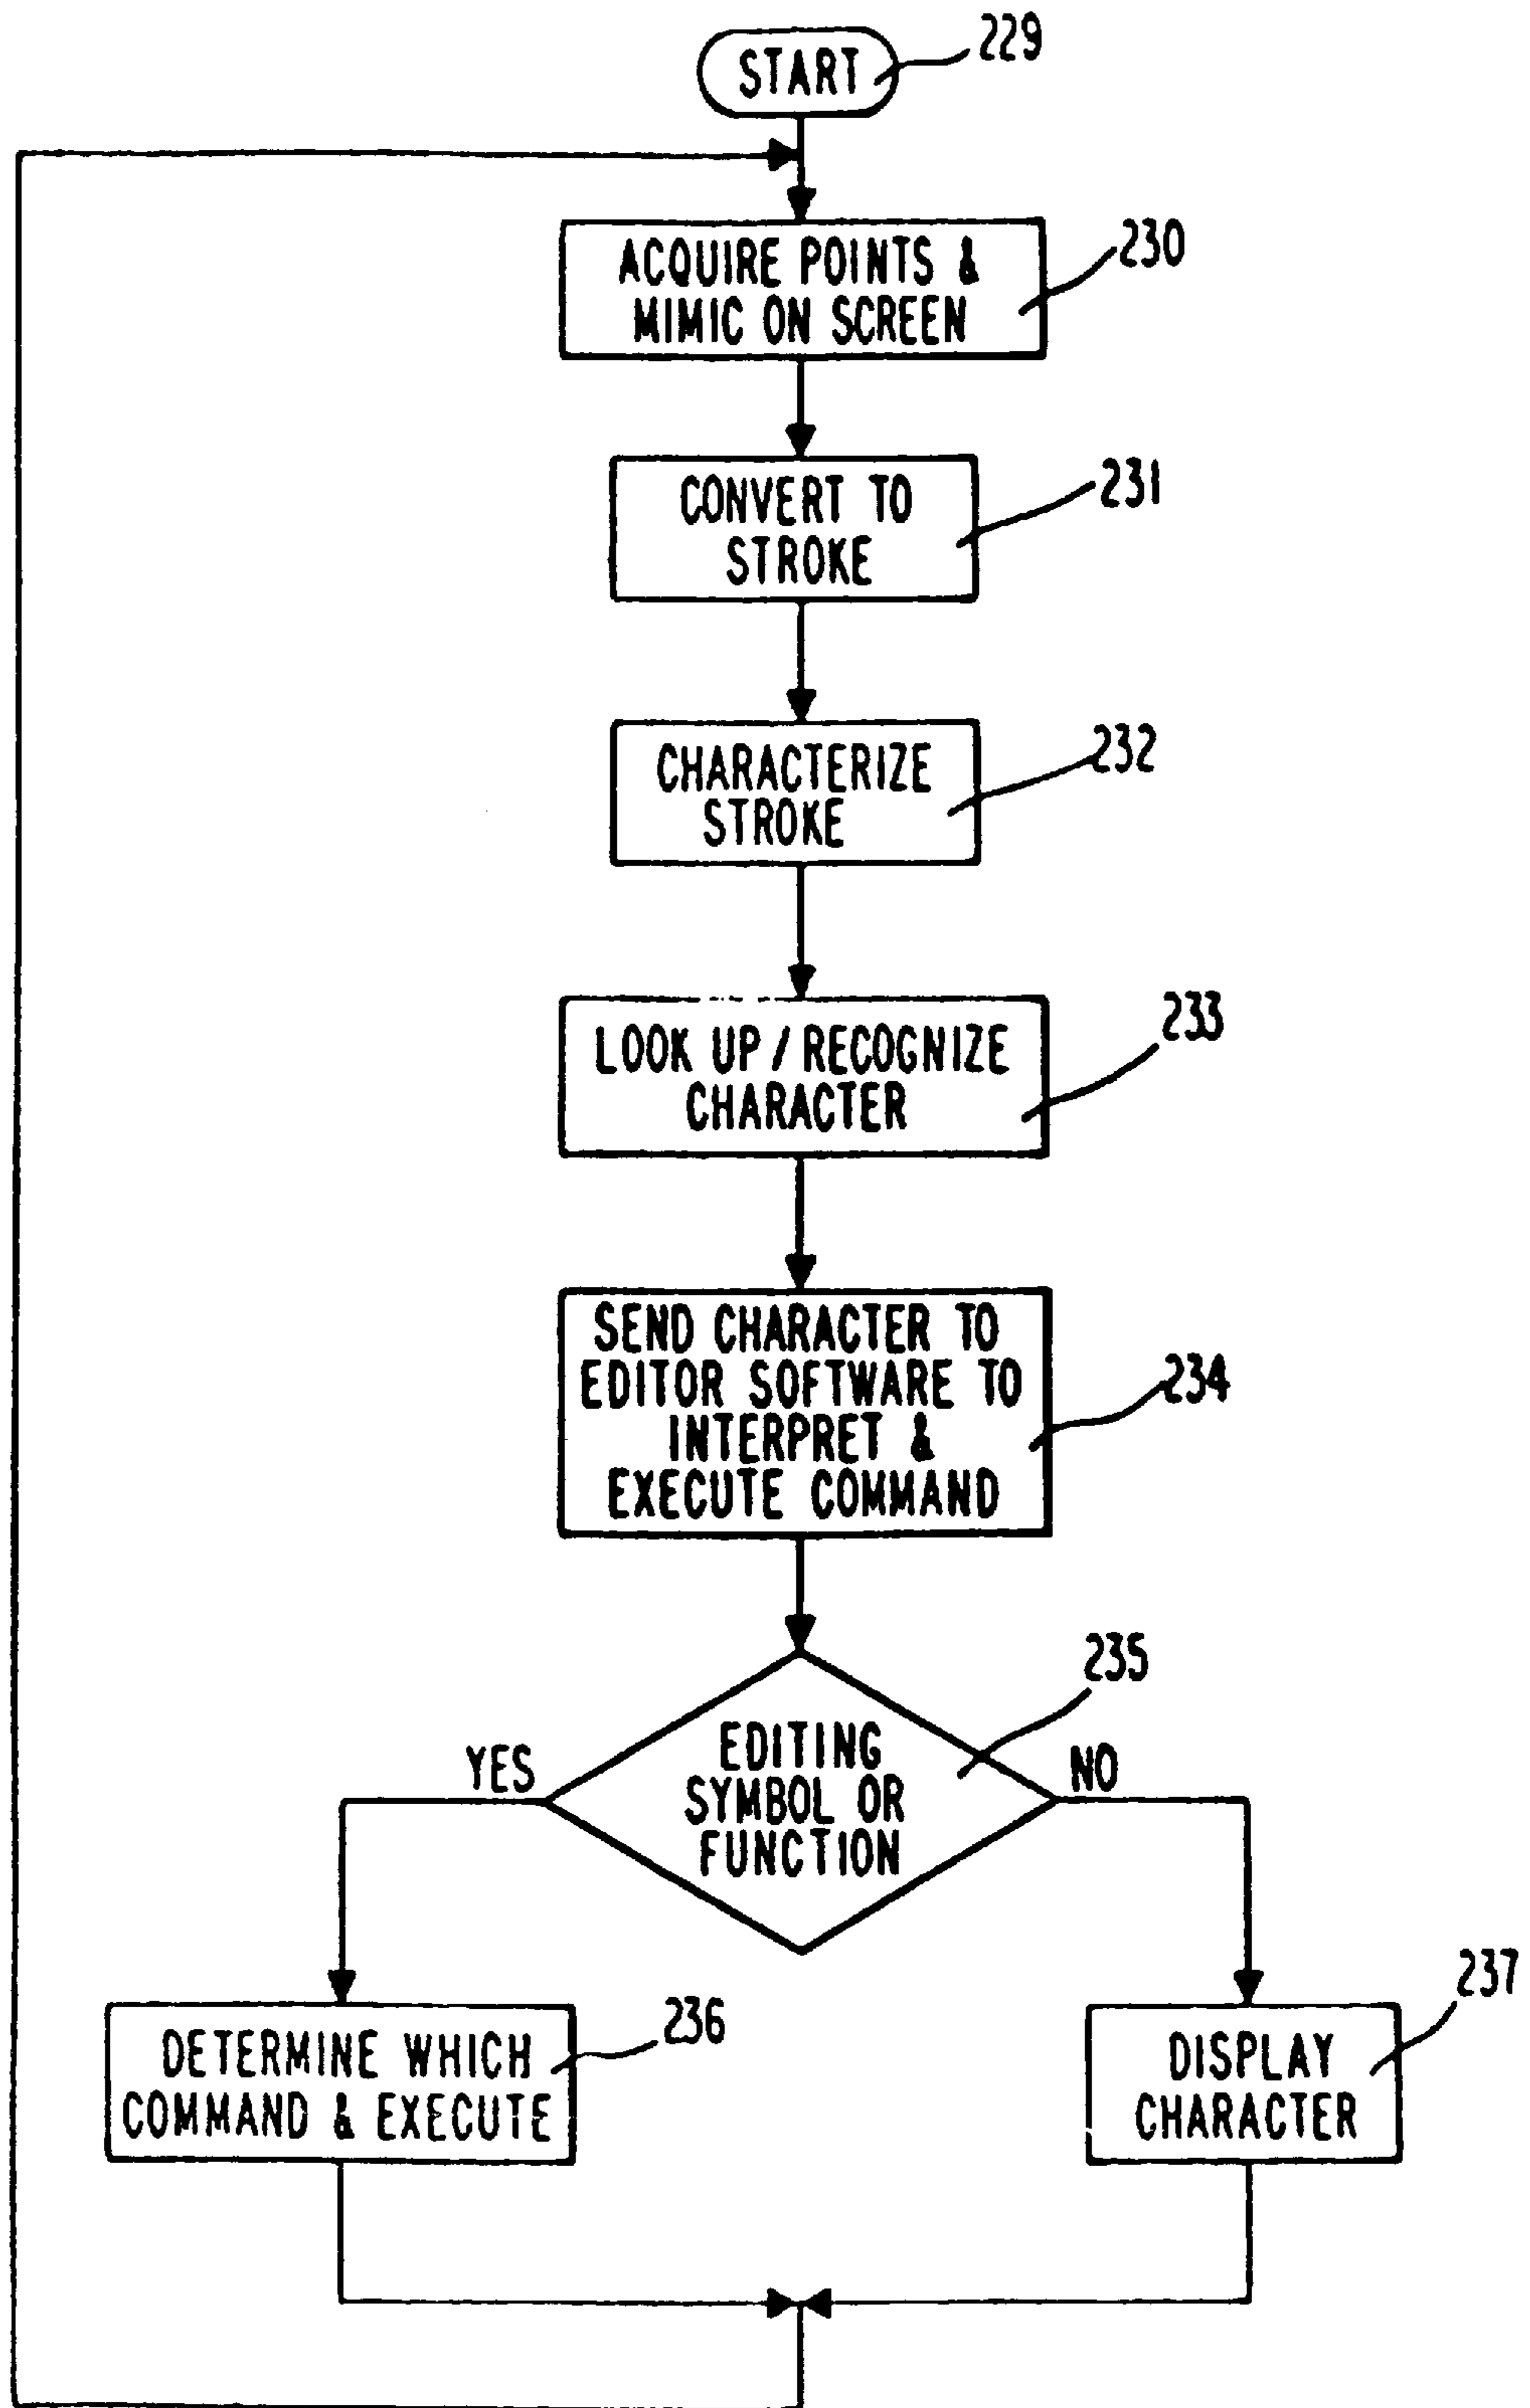 START
229
ACQUIRE POINTS &
MIMIC ON SCREEN
230
CONVERT TO
STROKE
231
CHARACTERIZE
STROKE
232
LOOK UP / RECOGNIZE
CHARACTER
233
SEND CHARACTER TO
EDITOR SOFTWARE TO
INTERPRET &
EXECUTE COMMAND
234
EDITING
SYMBOL OR
FUNCTION
235
YES
NO
DETERMINE WHICH
COMMAND & EXECUTE
236
DISPLAY
CHARACTER
237